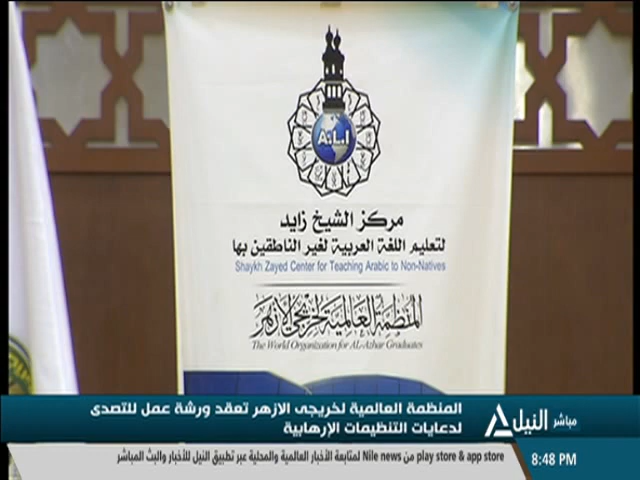 A.L.I
مركز الشيخ زايد
لتعليم اللغة العربية لغير الناطقين بها
Shaykh Zayed Center for Teaching Arabic to Non-Natives
المنظمة العالمية لخريجي الأزهر
The World Organization for AL-Azhar Graduates
المنظمة العالمية لخريجى الازهر تعقد ورشة عمل للتصدى
لدعايات التنظيمات الإرهابية
النيل مباشر
لمتابعة الأخبار العالمية والمحلية عبر تطبيق النيل للأخبار والبث المباشر Nile news من play store & app store
8:48 PM